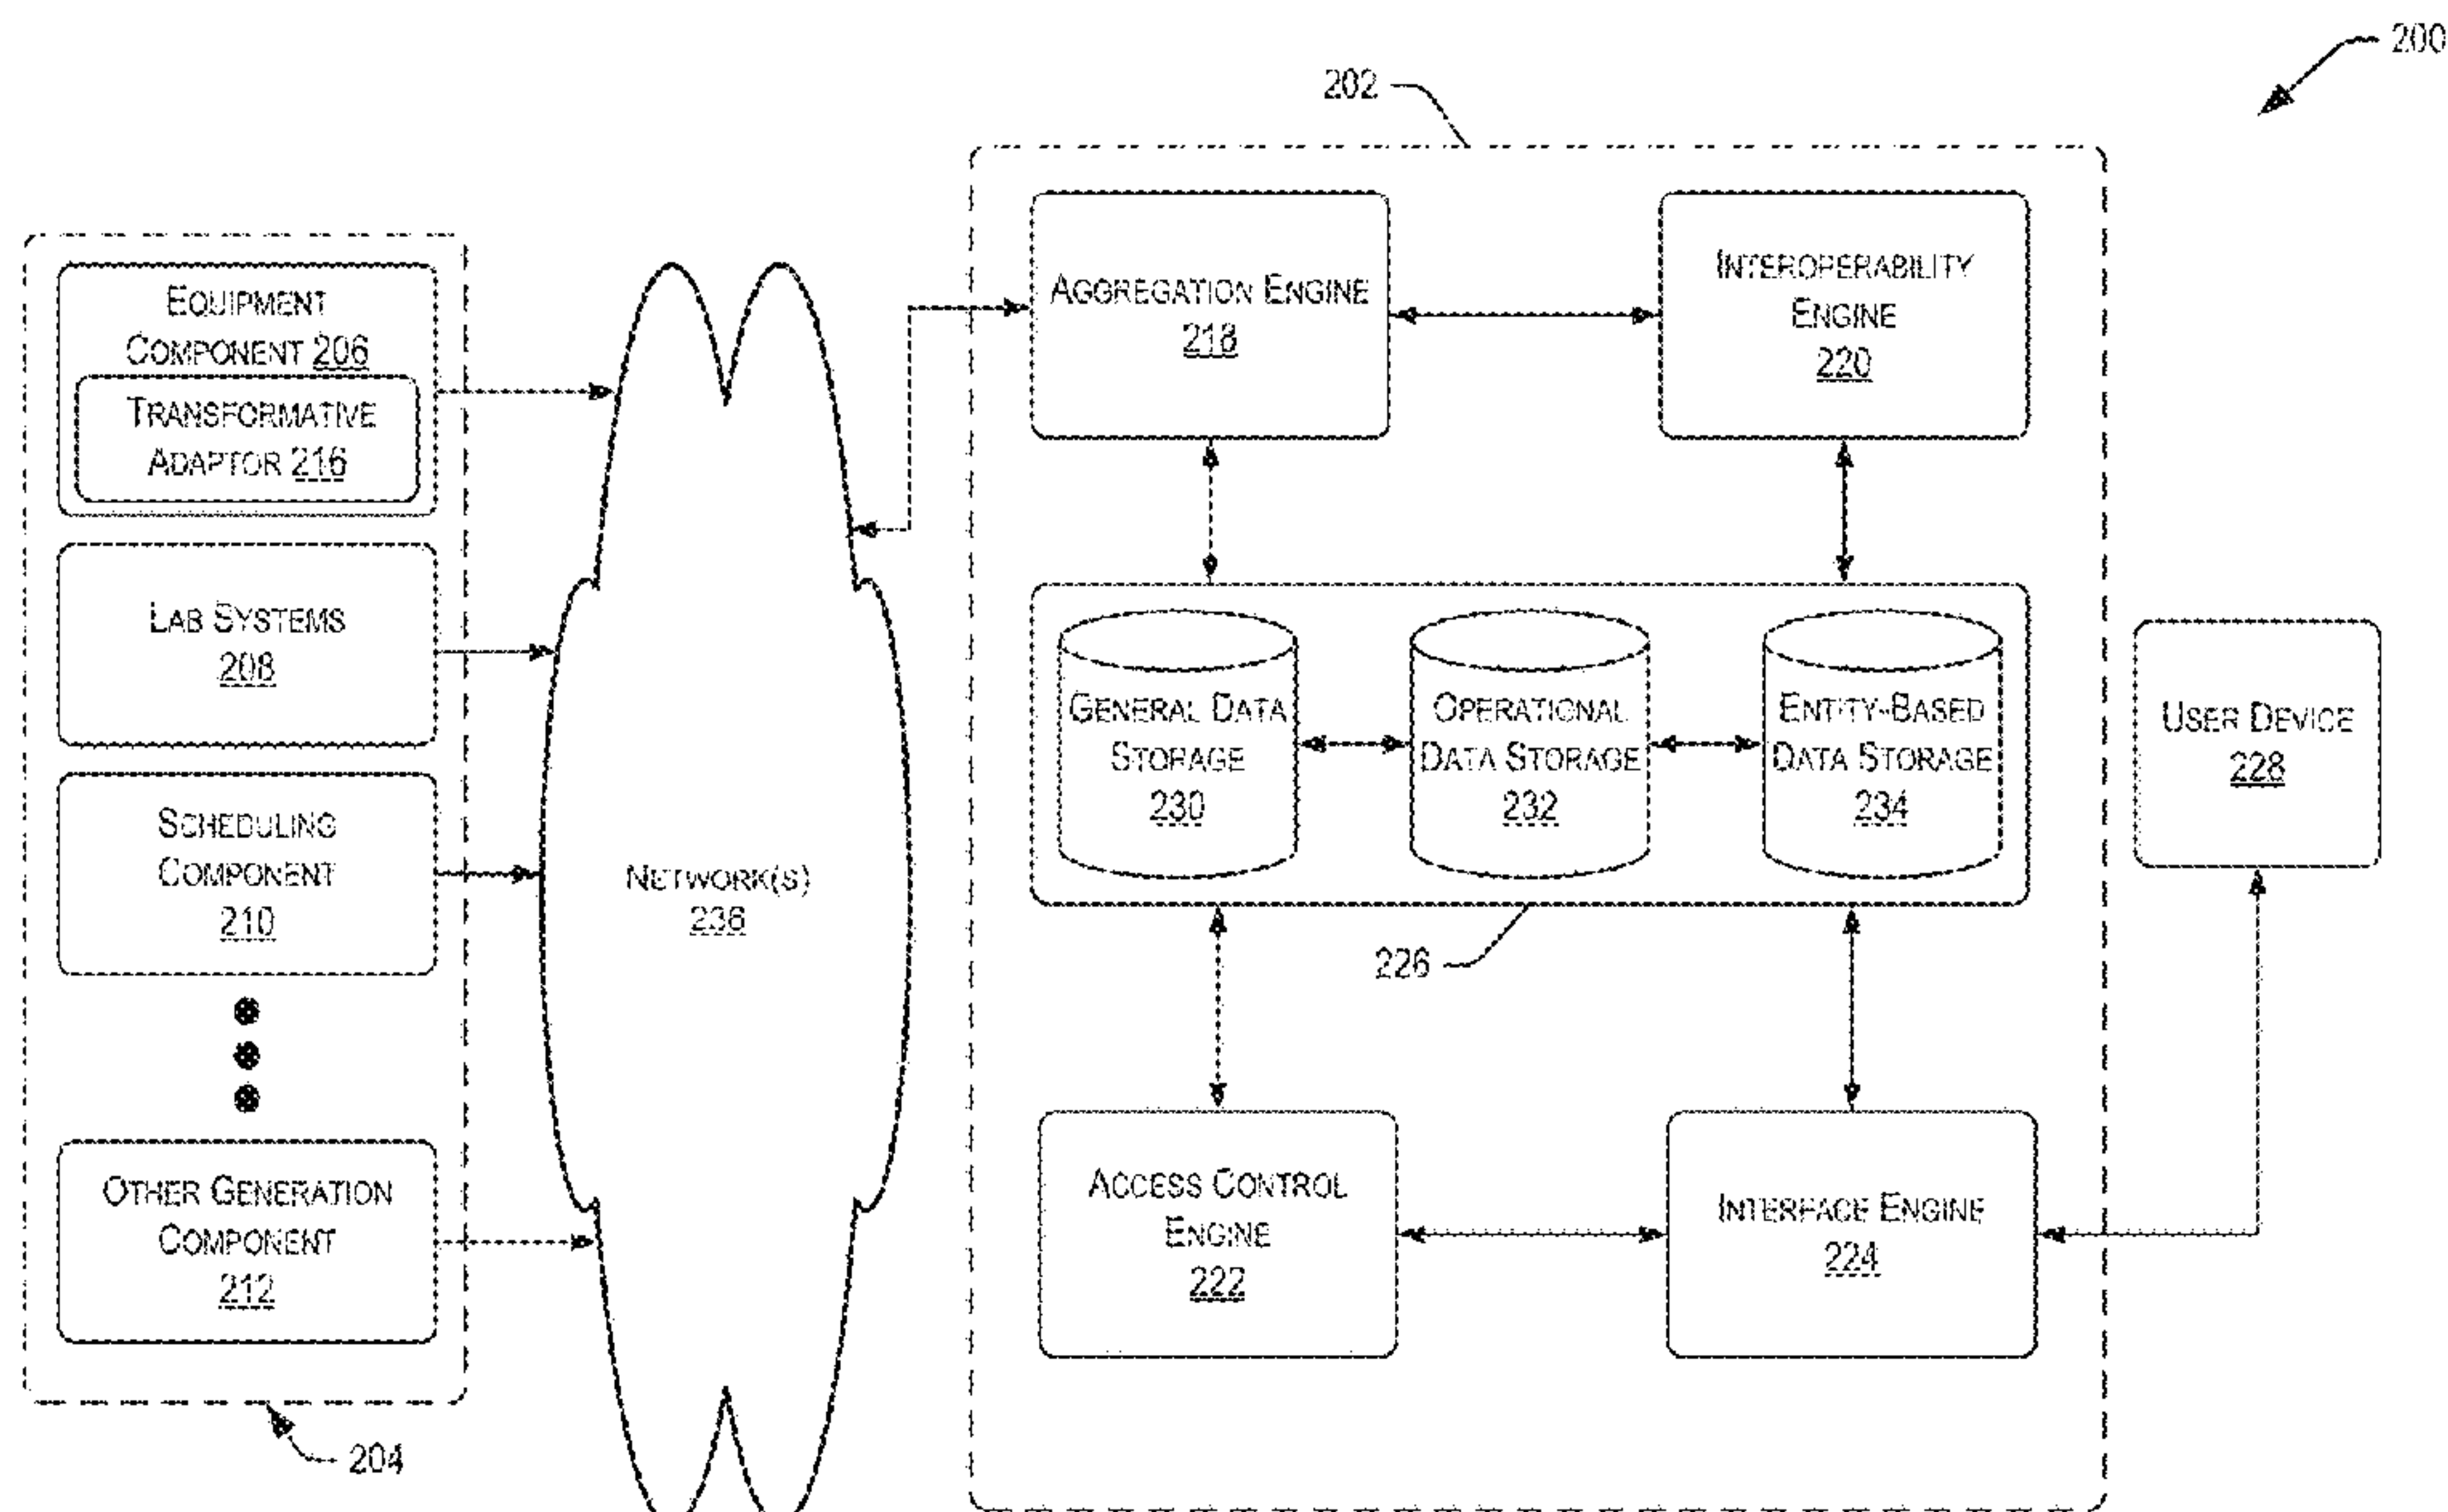 200
202
EQUIPMENT
COMPONENT 206
TRANSFORMATIVE
ADAPTOR 216
LAB SYSTEMS
208
SCHEDULING
COMPONENT
210
OTHER GENERATION
COMPONENT
212
204
NETWORK(S)
236
AGGREGATION ENGINE
218
INTEROPERABILITY
ENGINE
220
GENERAL DATA
STORAGE
230
OPERATIONAL
DATA STORAGE
232
ENTITY-BASED
DATA STORAGE
234
226
ACCESS CONTROL
ENGINE
222
INTERFACE ENGINE
224
USER DEVICE
228